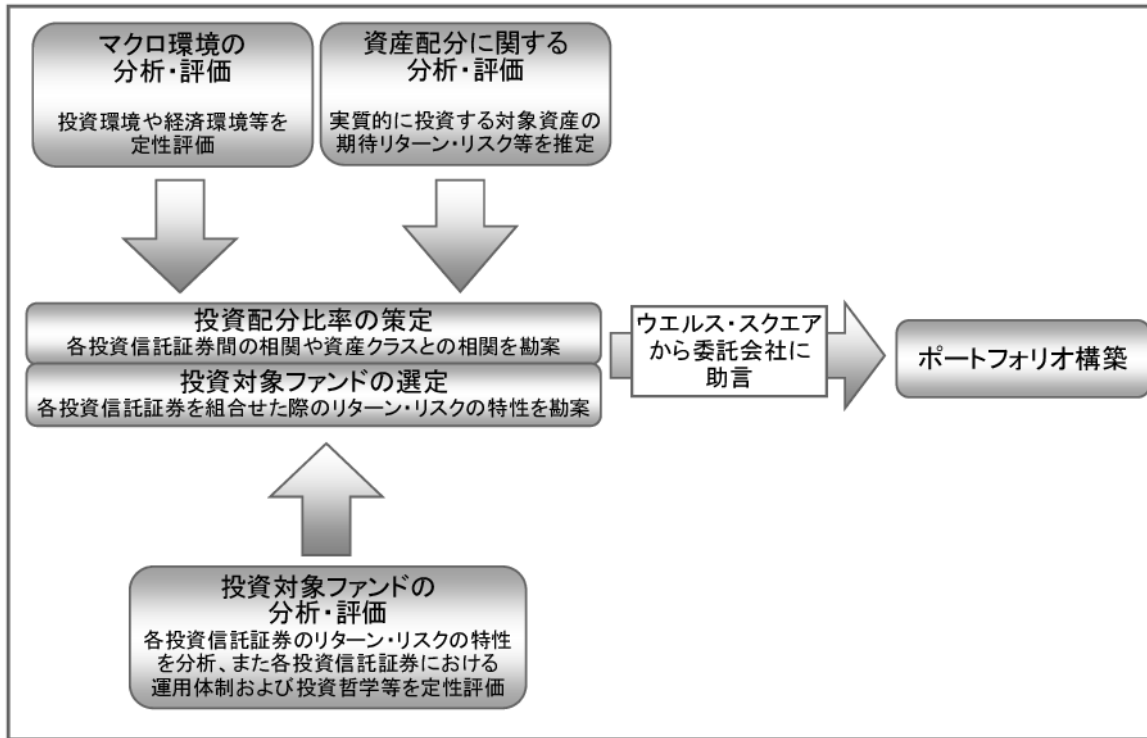 マクロ環境の
分析・評価
投資環境や経済環境等を
定性評価
資産配分に関する
分析・評価
実質的に投資する対象資産の
期待リターン・リスク等を推定
投資配分比率の策定
各投資信託証券間の相関や資産クラスとの相関を勘案
投資対象ファンドの選定
各投資信託証券を組合せた際のリターン・リスクの特性を勘案
ウエルス・スクエア
から委託会社に
助言
ポートフォリオ構築
投資対象ファンドの
分析・評価
各投資信託証券のリターン・リスクの特性
を分析、また各投資信託証券における
運用体制および投資哲学等を定性評価